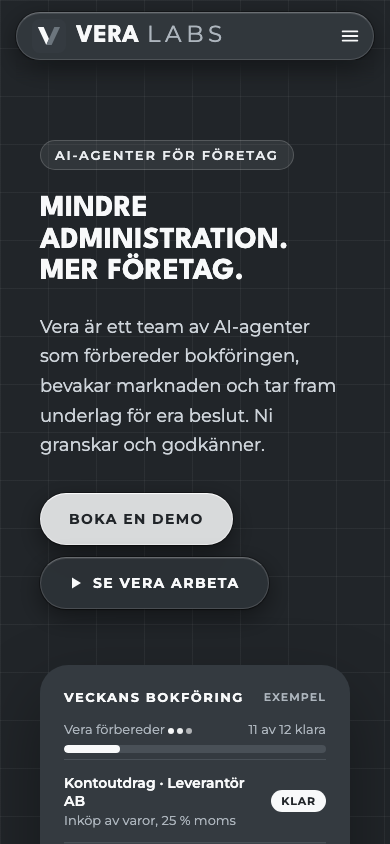 VERA LABS
AI-AGENTER FÖR FÖRETAG
MINDRE
ADMINISTRATION.
MER FÖRETAG.
Vera är ett team av AI-agenter
som förbereder bokföringen,
bevakar marknaden och tar fram
underlag för era beslut. Ni
granskar och godkänner.
BOKA EN DEMO
SE VERA ARBETA
VECKANS BOKFÖRING EXEMPEL
Vera förbereder 11 av 12 klara
Kontoutdrag · Leverantör
AB
KLAR
Inköp av varor, 25 % moms